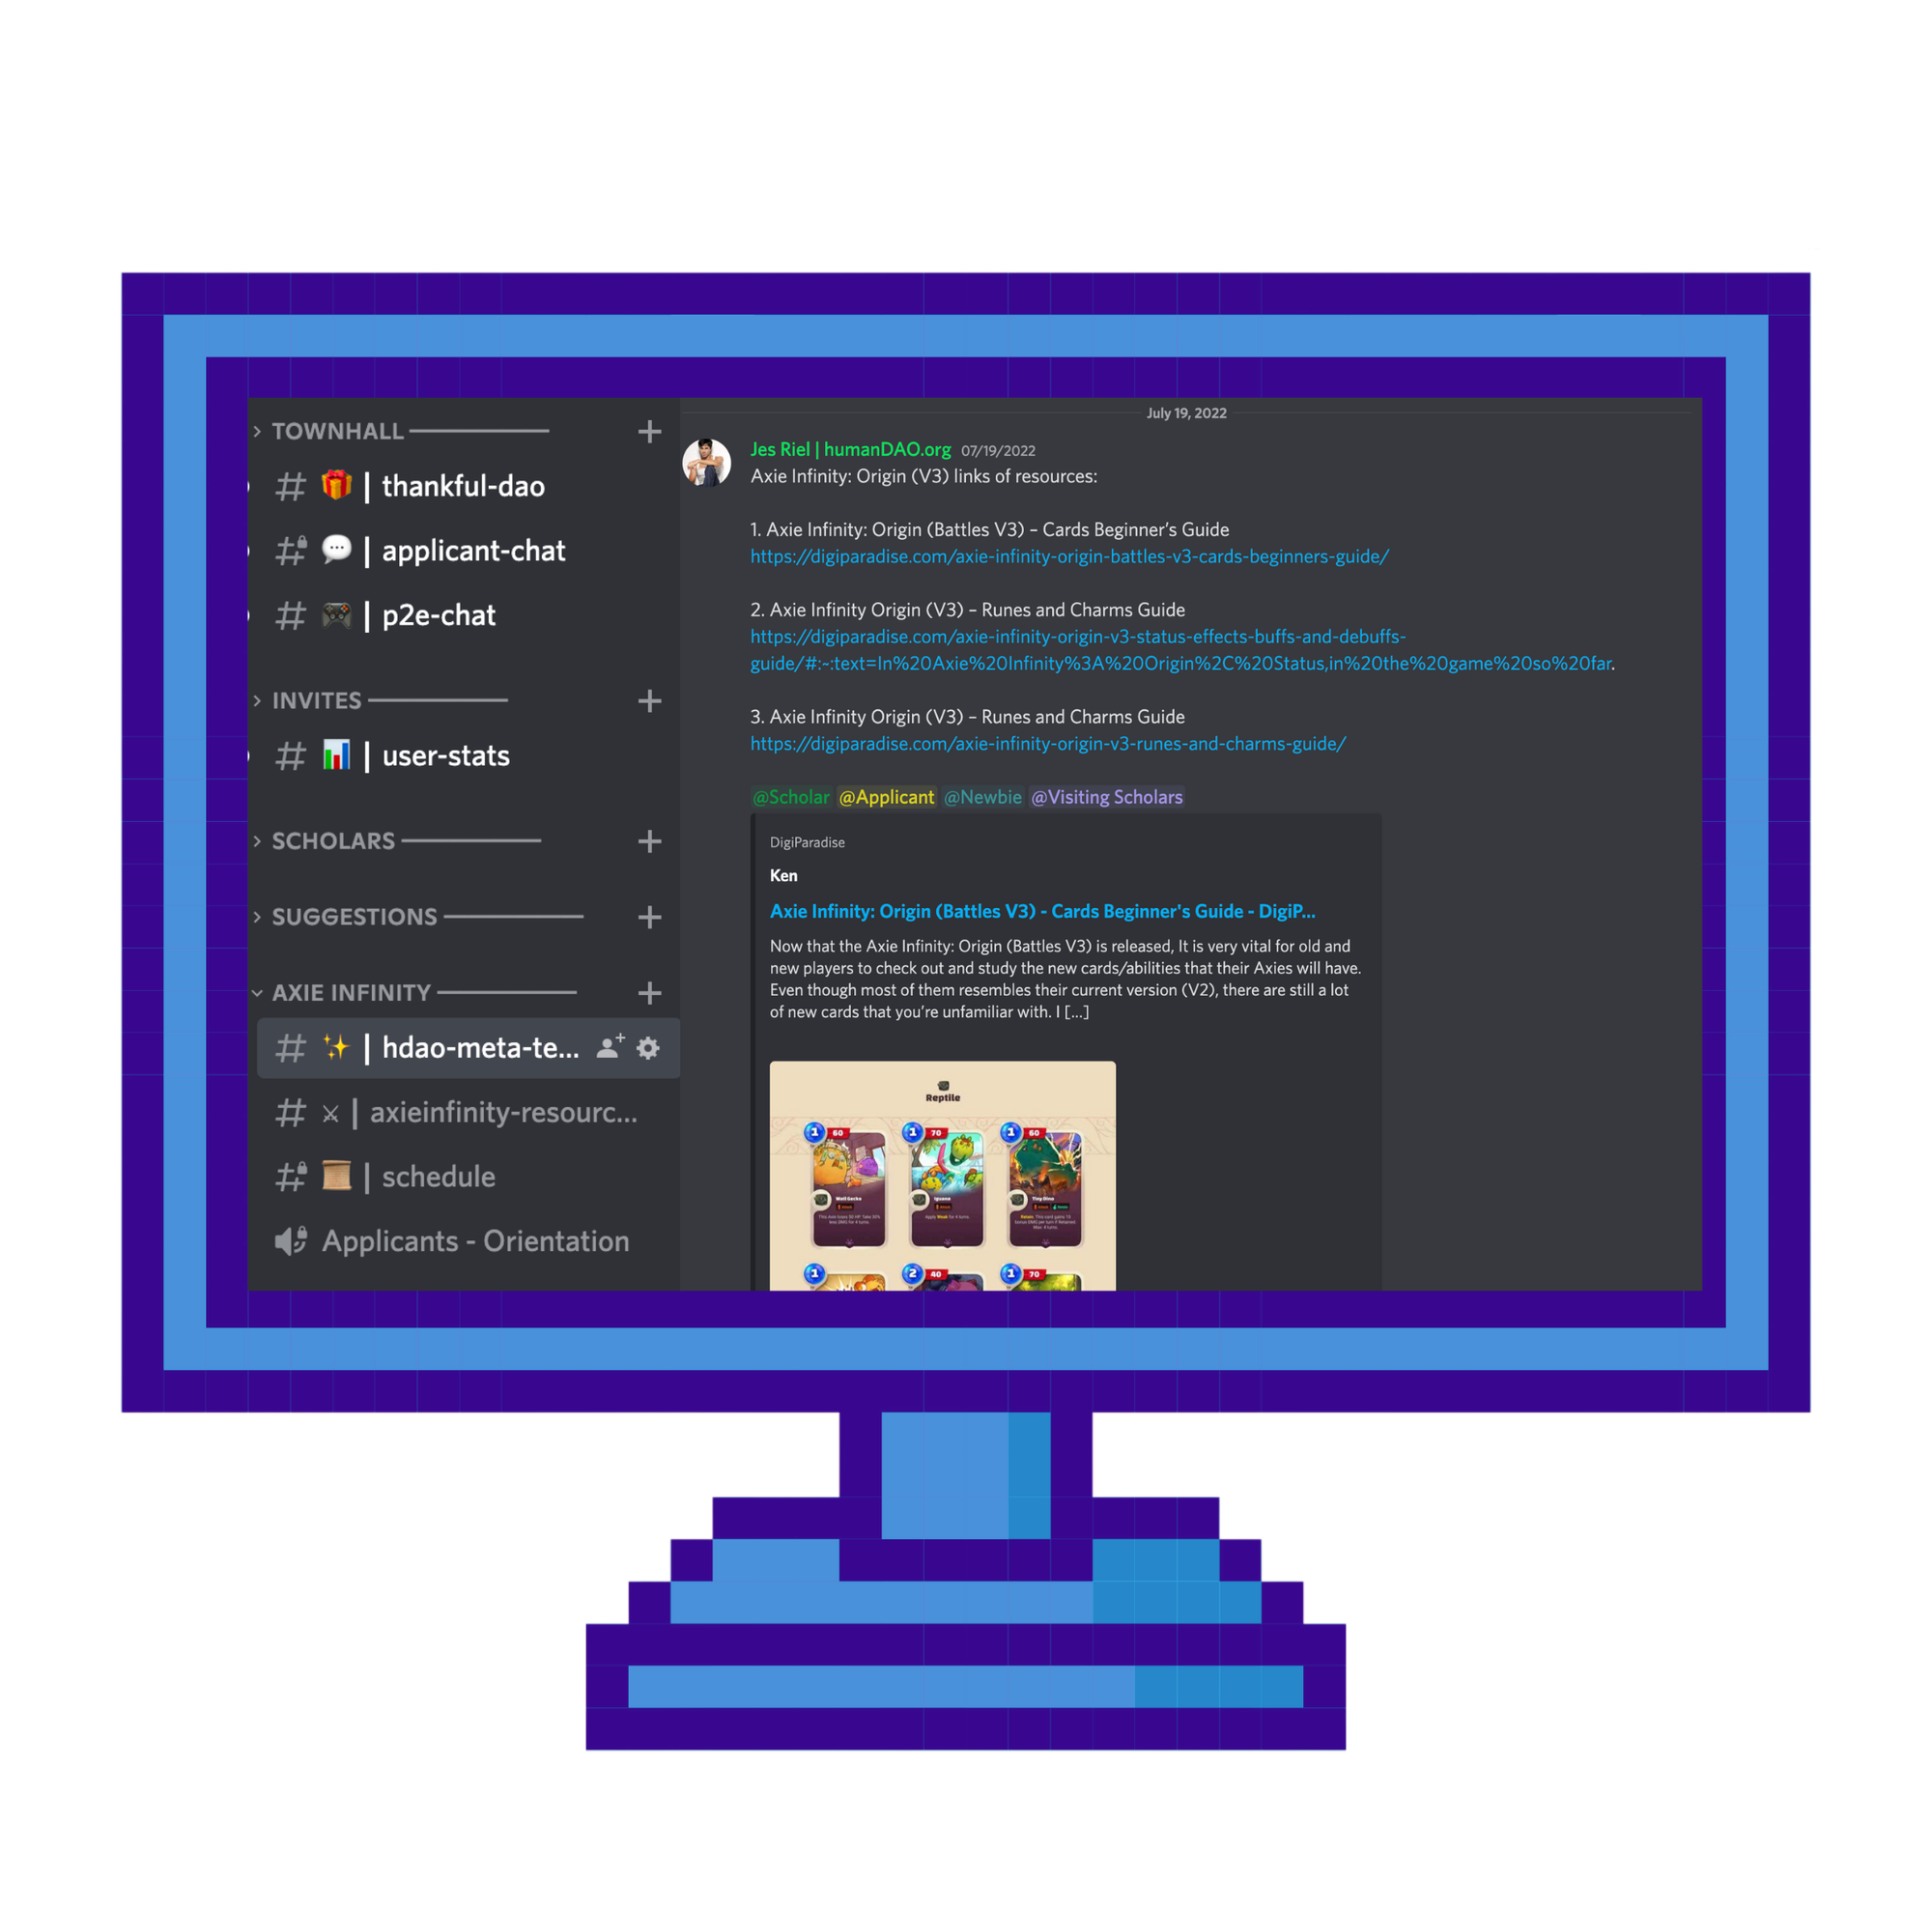 TOWNHALL
thankful-dao
applicant-chat
p2e-chat
INVITES
user-stats
SCHOLARS
SUGGESTIONS
AXIE INFINITY
hdao-meta-te...
axieinfinity-resourc...
schedule
Applicants - Orientation
July 19, 2022
Jes Riel | humanDAO.org 07/19/2022
Axie Infinity: Origin (V3) links of resources:
1. Axie Infinity: Origin (Battles V3) – Cards Beginner’s Guide
https://digiparadise.com/axie-infinity-origin-battles-v3-cards-beginners-guide/
2. Axie Infinity Origin (V3) – Runes and Charms Guide
https://digiparadise.com/axie-infinity-origin-v3-status-effects-buffs-and-debuffs-
guide/#:~:text=In%20Axie%20Infinity%3A%20Origin%2C%20Status,in%20the%20game%20so%20far.
3. Axie Infinity Origin (V3) – Runes and Charms Guide
https://digiparadise.com/axie-infinity-origin-v3-runes-and-charms-guide/
@Scholar @Applicant @Newbie @Visiting Scholars
DigiParadise
Ken
Axie Infinity: Origin (Battles V3) - Cards Beginner's Guide - DigiP...
Now that the Axie Infinity: Origin (Battles V3) is released, It is very vital for old and
new players to check out and study the new cards/abilities that their Axies will have.
Even though most of them resembles their current version (V2), there are still a lot
of new cards that you’re unfamiliar with. I [...]
Reptile
1 60 1 70 1 60
Wall Gecko Iguana Tiny Dino
Apply Weak for 4 turns.
1 2 40 1 70